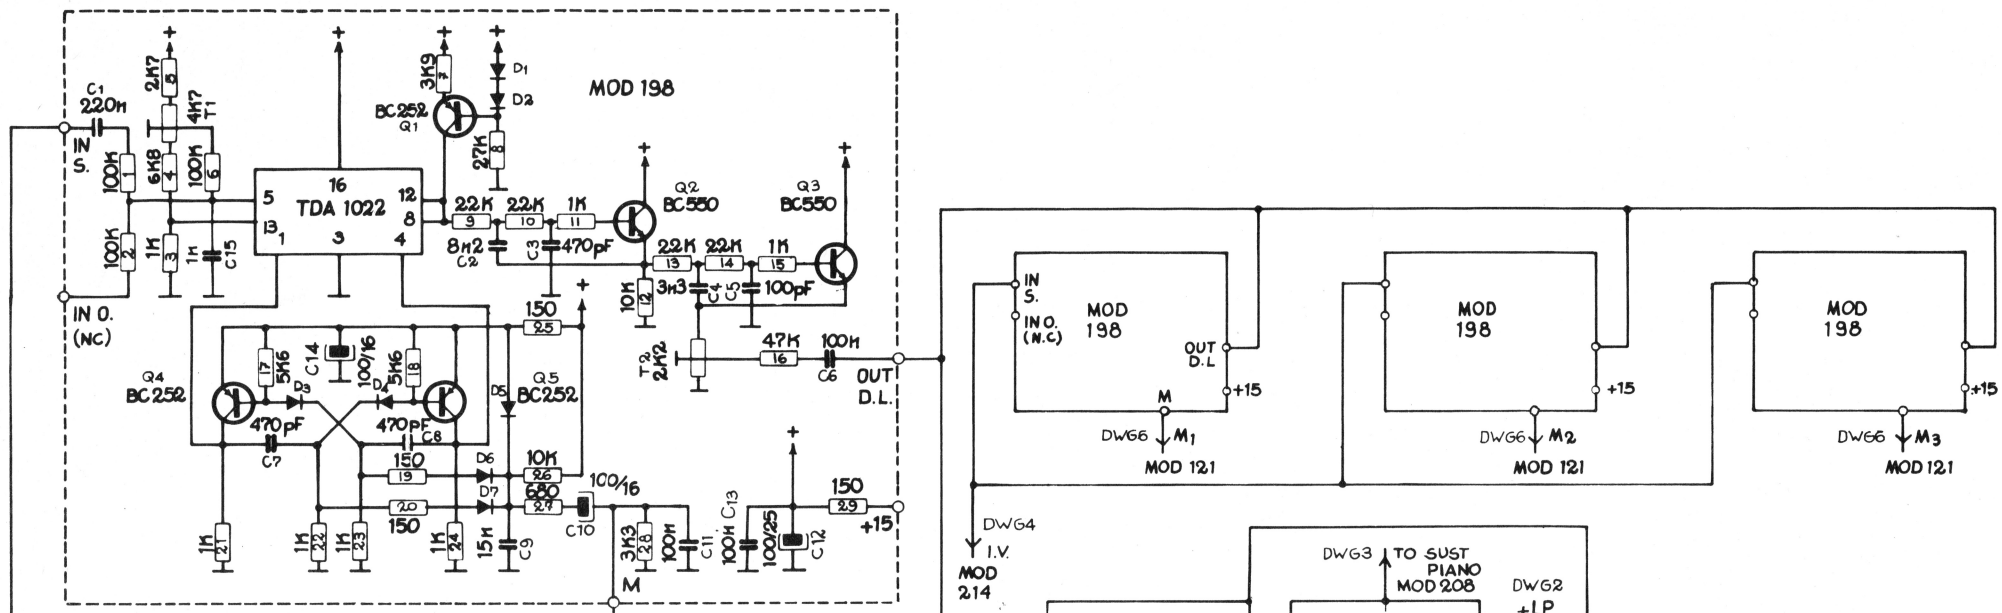 MOD 198
C1
220n
IN
S.
100K
1
100K
2
IN O.
(NC)
2K7
5
4K7
T1
6K8
4
100K
6
1K
3
1n
C15
5
16
12
TDA 1022
13
8
1
3
4
3K9
7
BC252
Q1
D1
D2
27K
8
22K
9
22K
10
1K
11
8n2
C2
C3
470pF
Q2
BC550
Q3
BC550
22K
13
22K
14
1K
15
10K
12
3n3
C4
C5
100pF
T2
2K2
47K
16
100n
C6
OUT
D.L.
150
25
Q4
BC252
17
5K6
C14
100/16
5K6
18
D3
D4
D5
Q5
BC252
470pF
C7
470pF
C8
150
19
D6
10K
26
20
150
D7
680
27
100/16
C10
1K
21
1K
22
1K
23
1K
24
15n
C9
3K3
28
100n
C11
M
100n
C13
100/25
C12
150
29
+15
IN
S.
IN O.
(N.C)
MOD
198
OUT
D.L
+15
M
DWG6
M1
MOD 121
MOD
198
+15
DWG6
M2
MOD 121
MOD
198
+15
DWG6
M3
MOD 121
DWG4
I.V.
MOD
214
DWG3
TO SUST
PIANO
MOD 208
DWG2
+1P